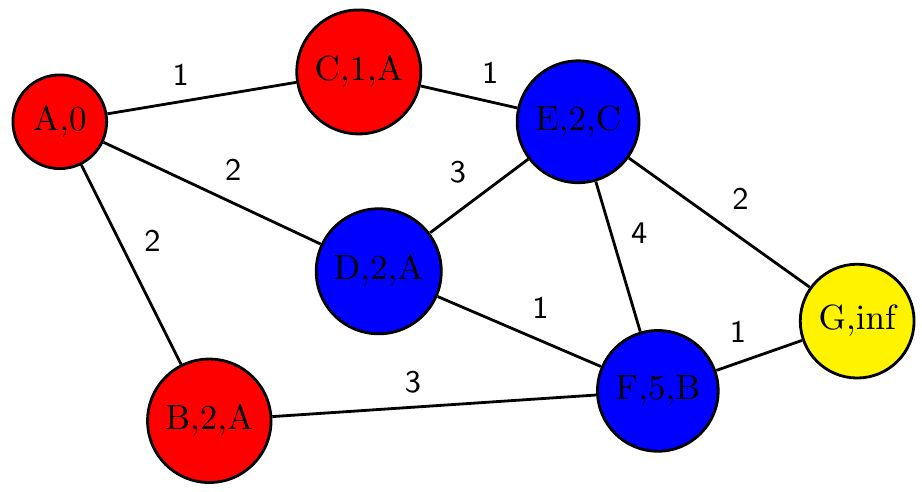 C,1,A
1
1
A,0
E,2,C
2
3
2
2
4
D,2,A
1
G,inf
1
3
F,5,B
B,2,A